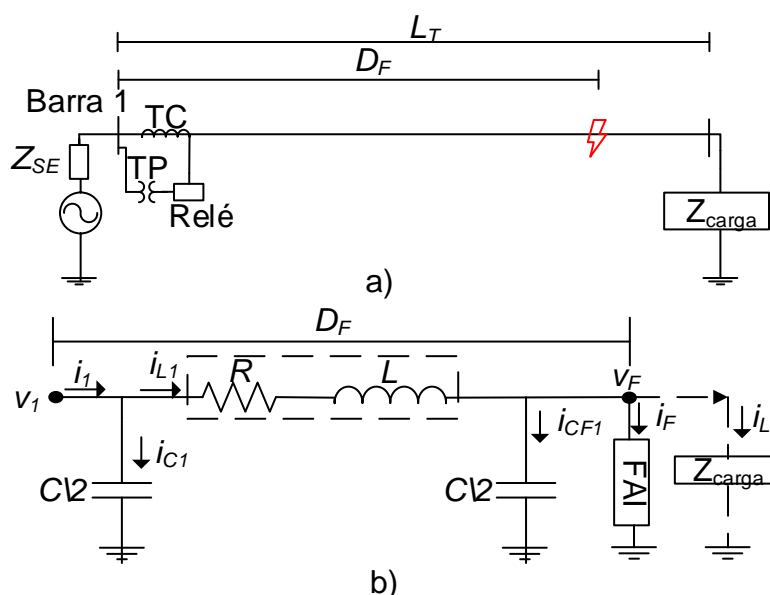 L_T
D_F
Barra 1
TC
Z_SE
TP
Relé
Z_carga
a)
D_F
i_1
i_L1
R
L
v_F
v_1
i_C1
i_CF1
i_F
i_L
C\2
C\2
FAI
Z_carga
b)